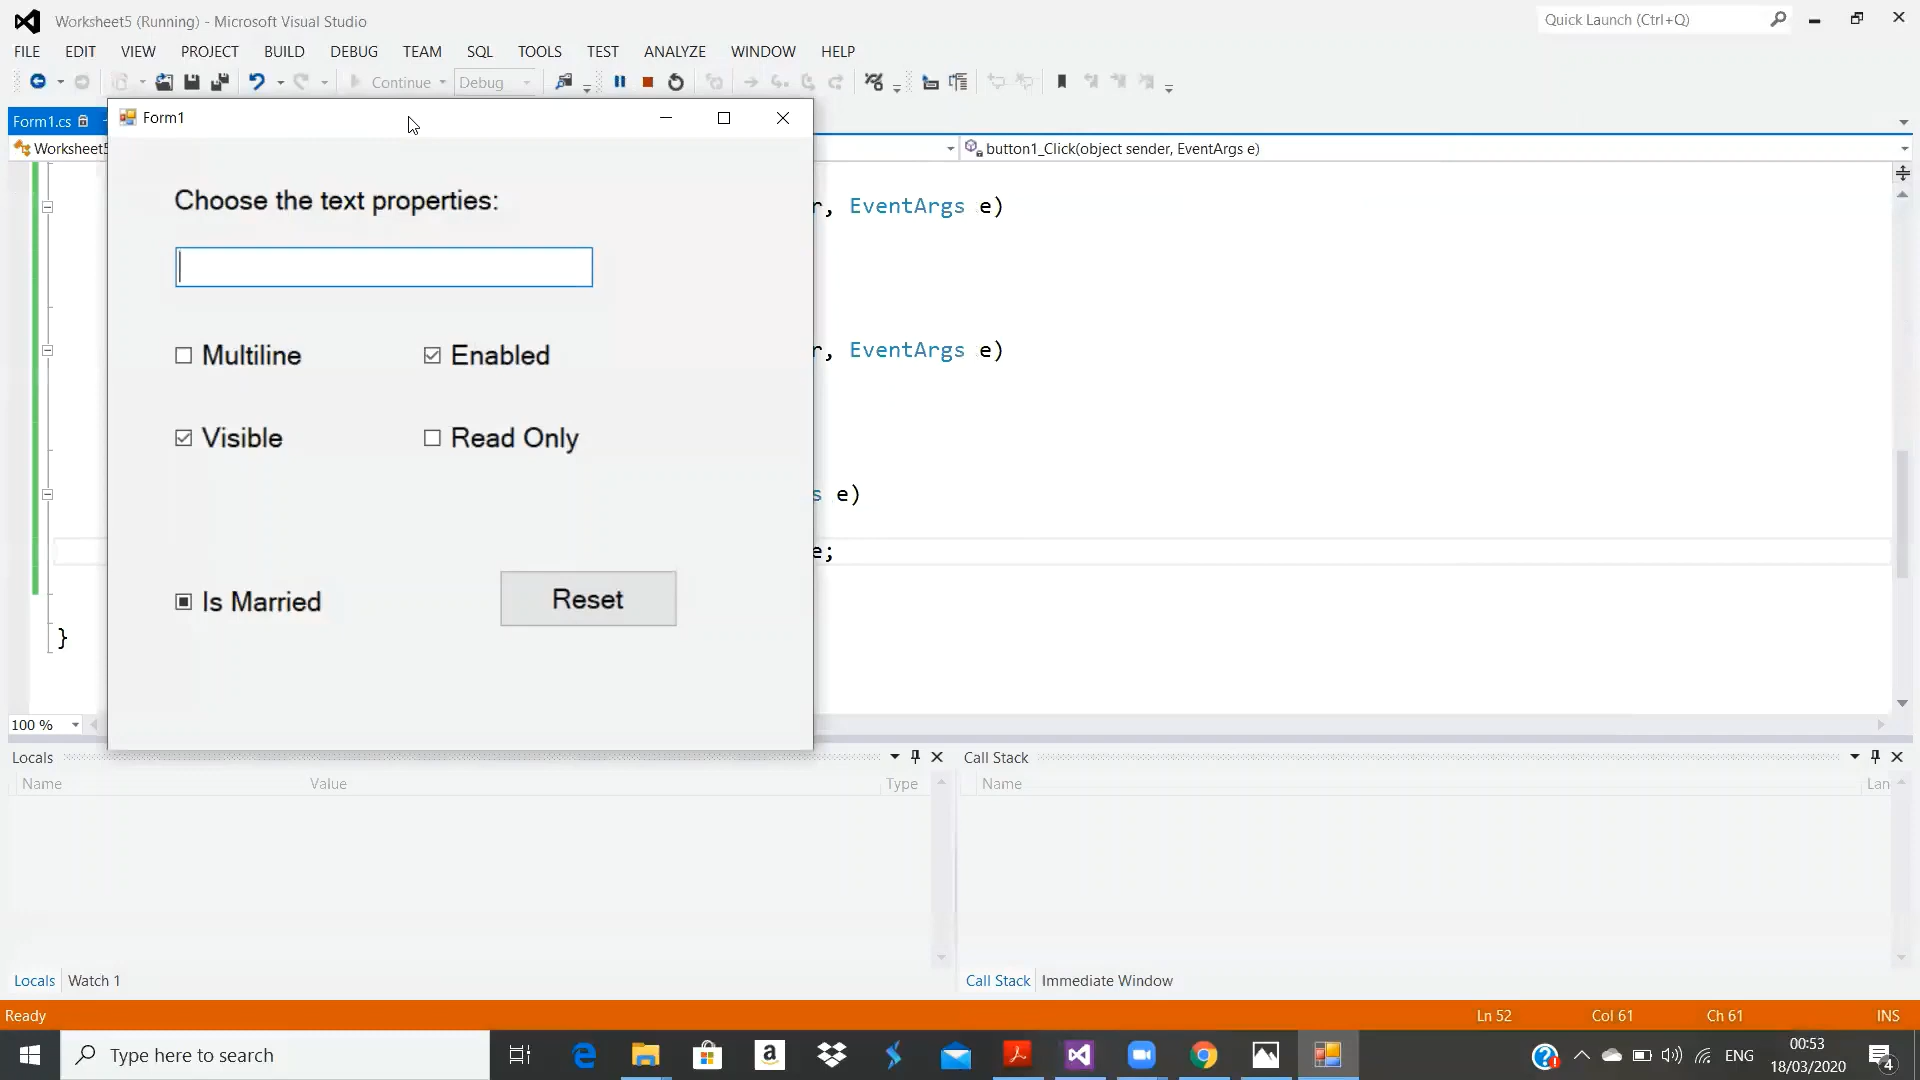 Worksheet5 (Running) - Microsoft Visual Studio
Quick Launch (Ctrl+Q)
FILE EDIT VIEW PROJECT BUILD DEBUG TEAM SQL TOOLS TEST ANALYZE WINDOW HELP
Continue Debug
Form1.cs
Form1
Worksheet5
button1_Click(object sender, EventArgs e)
Choose the text properties:
r, EventArgs e)
Multiline Enabled
r, EventArgs e)
Visible Read Only
s e)
e;
Is Married Reset
}
100 %
Locals
Call Stack
Name Value Type
Name Lan
Locals Watch 1
Call Stack Immediate Window
Ready Ln 52 Col 61 Ch 61 INS
Type here to search
ENG
00:53
18/03/2020
4